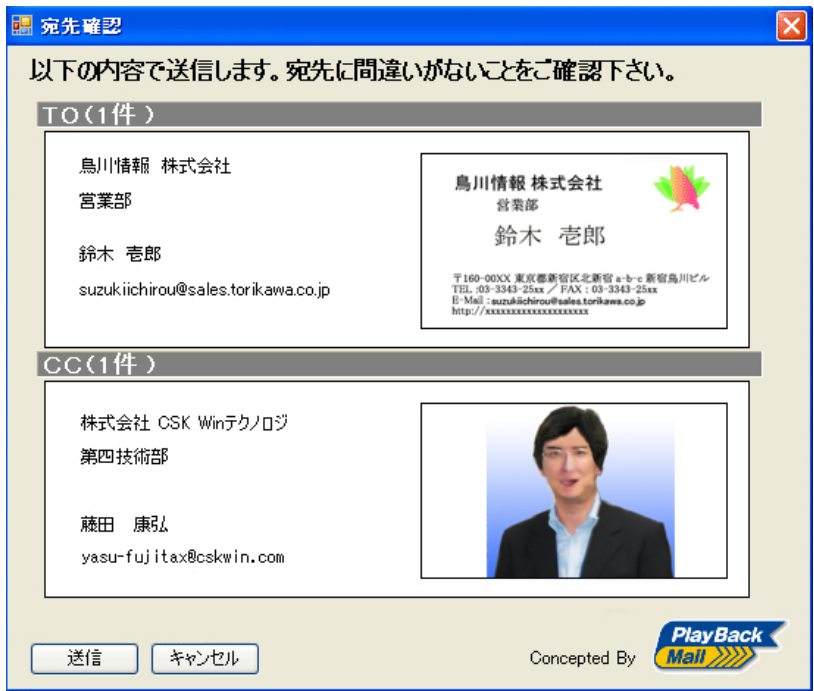 宛先確認
以下の内容で送信します。宛先に間違いがないことをご確認下さい。
TO(1件)
鳥川情報 株式会社
営業部
鈴木 壱郎
suzukiichirou@sales.torikawa.co.jp
鳥川情報 株式会社
営業部
鈴木 壱郎
〒160-00XX 東京都新宿区北新宿 a-b-c 新宿鳥川ビル
TEL :03-3343-25xx / FAX : 03-3343-25xx
E-Mail : suzukiichirou@sales.torikawa.co.jp
http://xxxxxxxxxxxxxxxxxxxx
CC(1件)
株式会社 CSK Winテクノロジ
第四技術部
藤田 康弘
yasu-fujitax@cskwin.com
送信
キャンセル
Concepted By
PlayBack
Mail